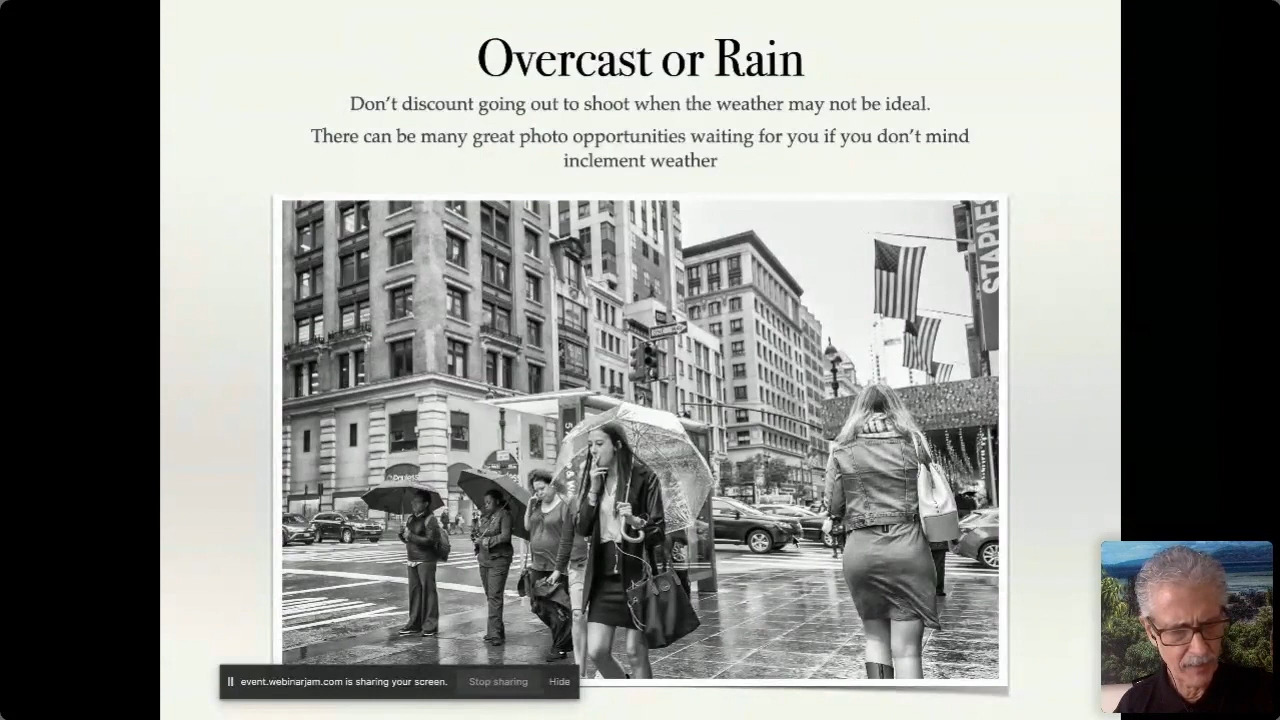 Overcast or Rain
Don’t discount going out to shoot when the weather may not be ideal.
There can be many great photo opportunities waiting for you if you don’t mind
inclement weather
STAPLE
event.webinarjam.com is sharing your screen.
Stop sharing
Hide